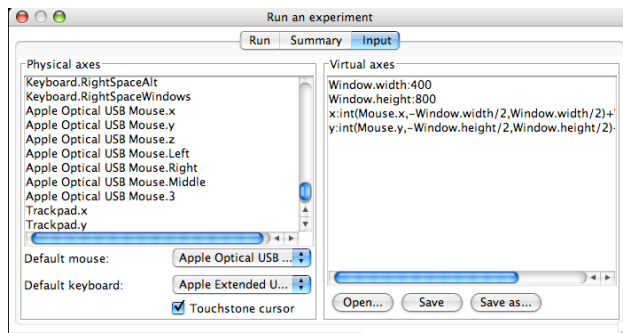 Run an experiment
Run Summary Input
Physical axes
Keyboard.RightSpaceAlt
Keyboard.RightSpaceWindows
Apple Optical USB Mouse.x
Apple Optical USB Mouse.y
Apple Optical USB Mouse.z
Apple Optical USB Mouse.Left
Apple Optical USB Mouse.Right
Apple Optical USB Mouse.Middle
Apple Optical USB Mouse.3
Trackpad.x
Trackpad.y
Default mouse: Apple Optical USB ...
Default keyboard: Apple Extended U...
Touchstone cursor
Virtual axes
Window.width:400
Window.height:800
x:int(Mouse.x,-Window.width/2,Window.width/2)+
y:int(Mouse.y,-Window.height/2,Window.height/2)-
Open... Save Save as...